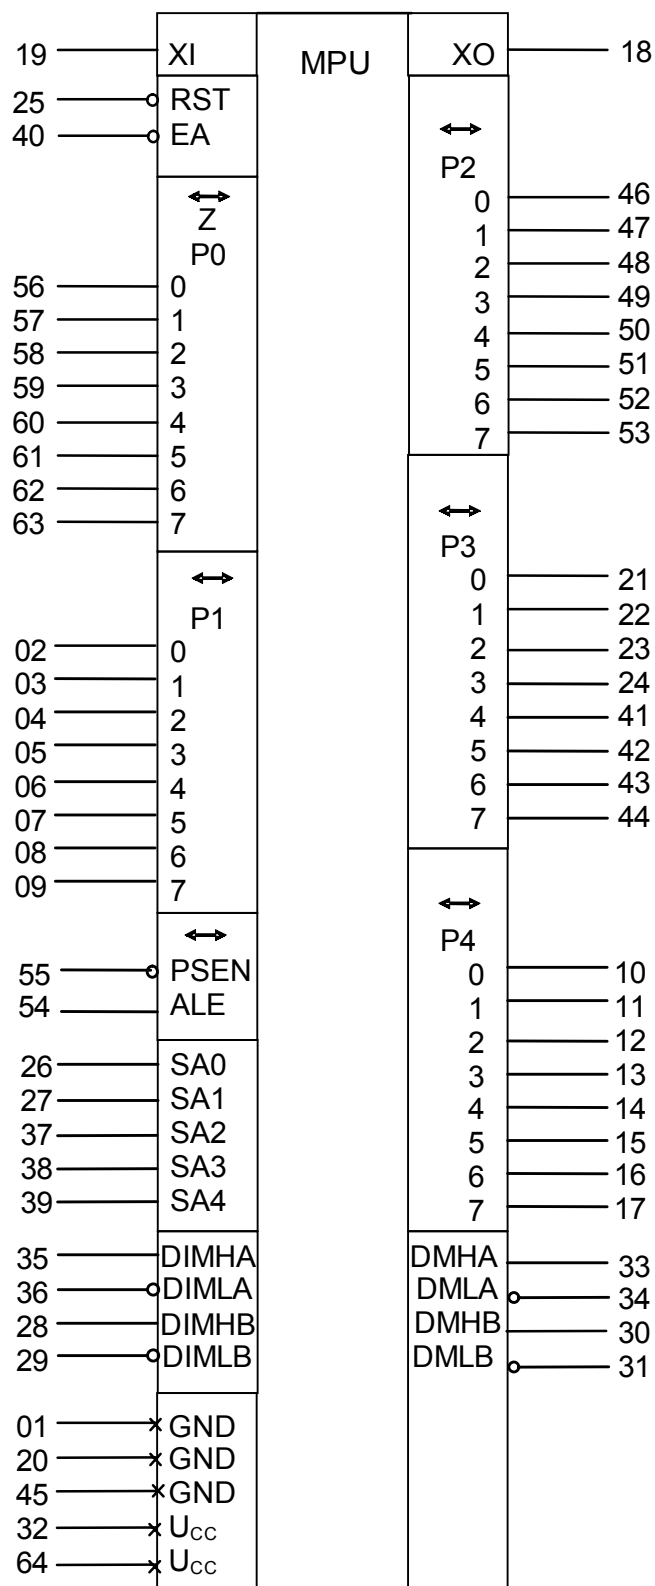 19 XI MPU XO 18
25 RST
40 EA
P2
Z
0 46
P0
1 47
2 48
56 0
3 49
57 1
4 50
58 2
5 51
59 3
6 52
60 4
7 53
61 5
62 6
63 7
P3
0 21
P1
1 22
02 0
2 23
03 1
3 24
04 2
4 41
05 3
5 42
06 4
6 43
07 5
7 44
08 6
09 7
P4
55 PSEN
0 10
54 ALE
1 11
2 12
26 SA0
3 13
27 SA1
4 14
37 SA2
5 15
38 SA3
6 16
39 SA4
7 17
35 DIMHA DMHA 33
36 DIMLA DMLA 34
28 DIMHB DMHB 30
29 DIMLB DMLB 31
01 GND
20 GND
45 GND
32 UCC
64 UCC